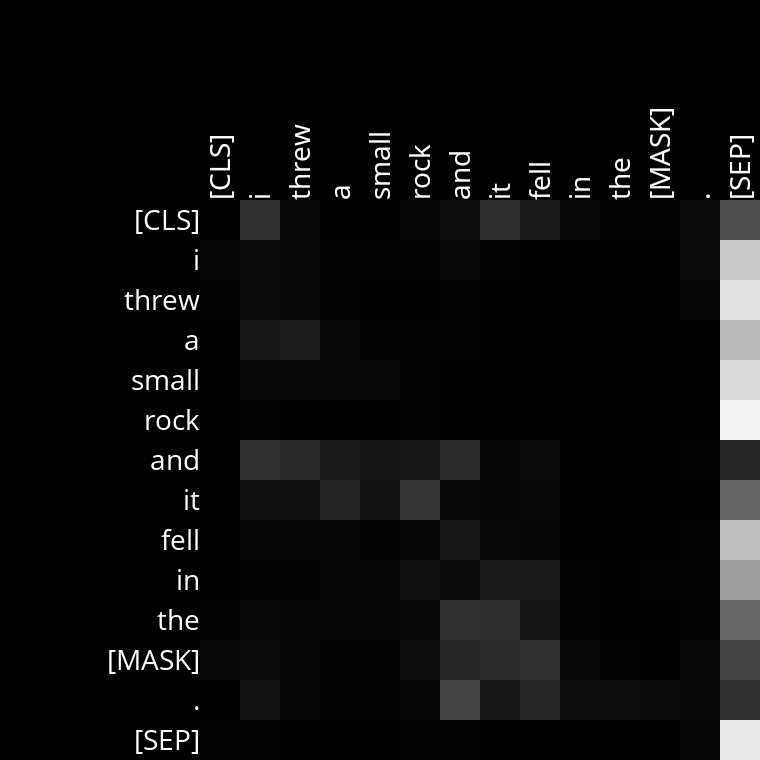 [CLS] i threw a small rock and it fell in the [MASK] . [SEP]
[CLS]
i
threw
a
small
rock
and
it
fell
in
the
[MASK]
.
[SEP]